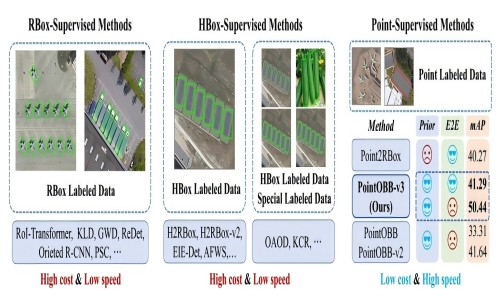 RBox-Supervised Methods
RBox Labeled Data
RoI-Transformer, KLD, GWD, ReDet,
Orieted R-CNN, PSC, ···
High cost & Low speed
HBox-Supervised Methods
HBox Labeled Data
HBox Labeled Data
Special Labeled Data
H2RBox, H2RBox-v2,
EIE-Det, AFWS,…
OAOD, KCR, ···
High cost & Low speed
Point-Supervised Methods
Point Labeled Data
Method Prior E2E mAP
Point2RBox 40.27
PointOBB-v3 41.29
(Ours) 50.44
PointOBB 33.31
PointOBB-v2 41.64
Low cost & High speed